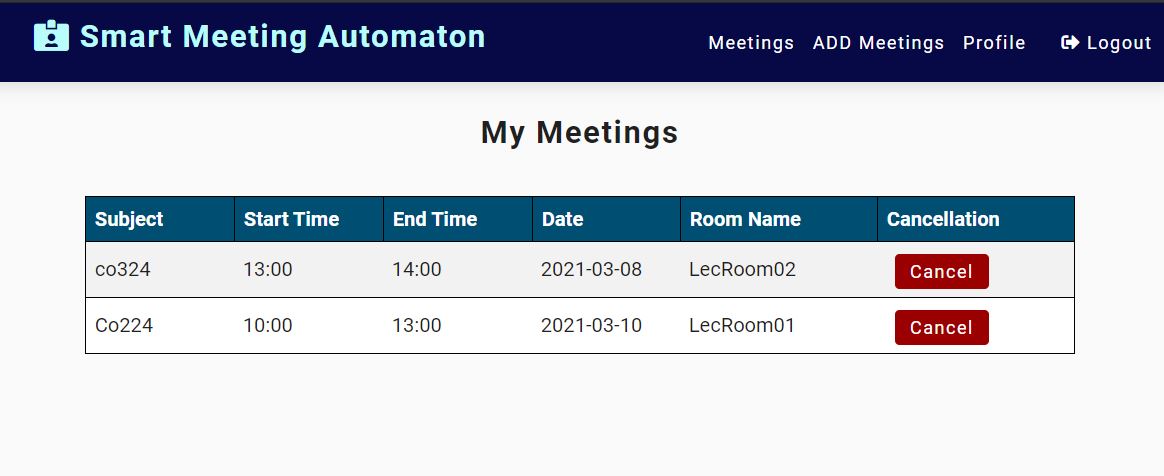 Smart Meeting Automaton
Meetings ADD Meetings Profile Logout
My Meetings
Subject Start Time End Time Date Room Name Cancellation
co324 13:00 14:00 2021-03-08 LecRoom02 Cancel
Co224 10:00 13:00 2021-03-10 LecRoom01 Cancel